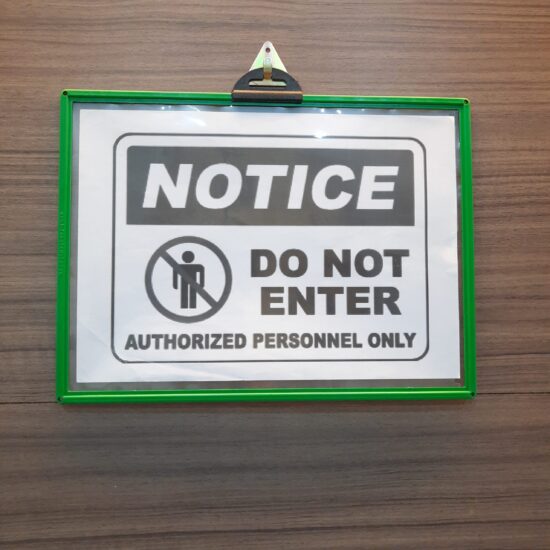 NOTICE
DO NOT
ENTER
AUTHORIZED PERSONNEL ONLY